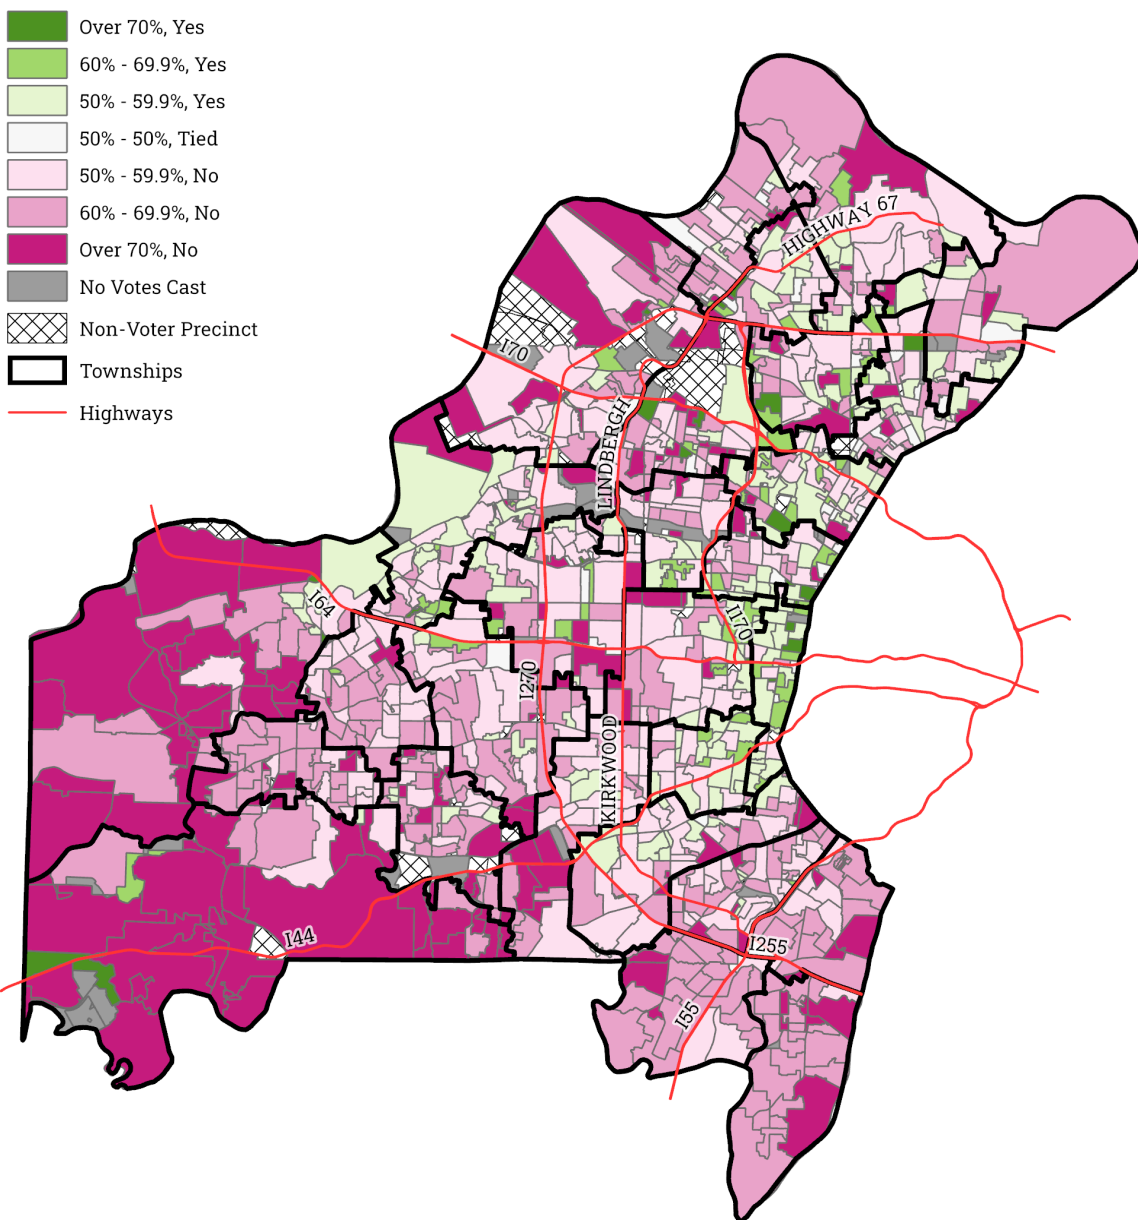 Over 70%, Yes
60% - 69.9%, Yes
50% - 59.9%, Yes
50% - 50%, Tied
50% - 59.9%, No
60% - 69.9%, No
Over 70%, No
No Votes Cast
Non-Voter Precinct
Townships
Highways
HIGHWAY 67
I70
LINDBERGH
I64
I70
I270
KIRKWOOD
I44
I255
I55